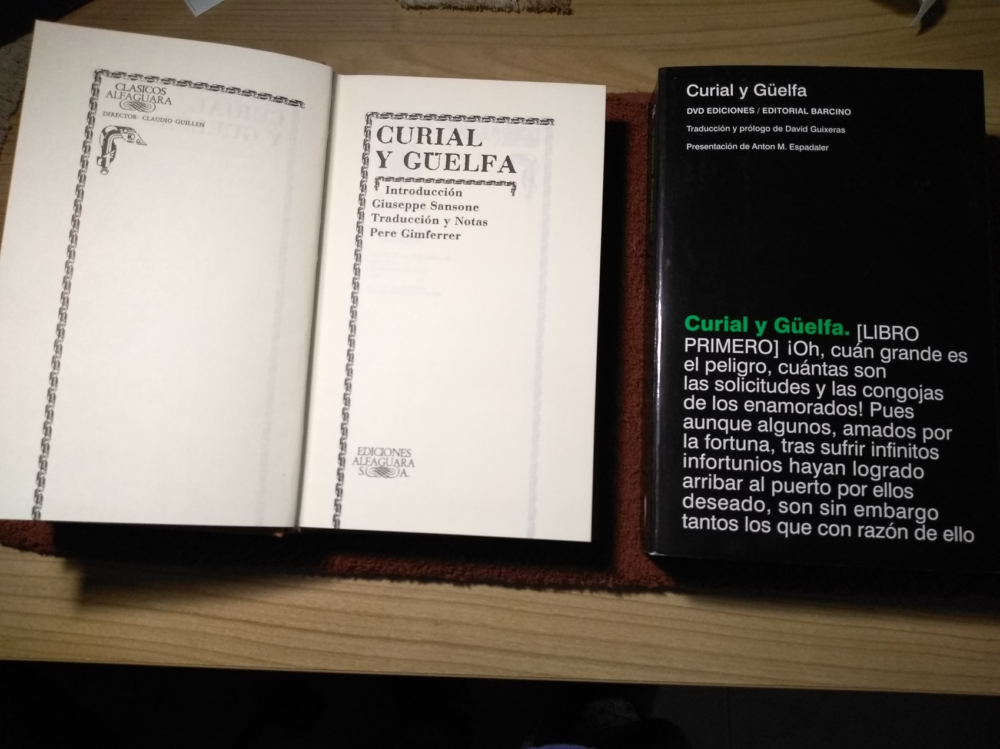 CLASICOS
ALFAGUARA
DIRECTOR: CLAUDIO GUILLEN
CURIAL
Y GÜELFA
Introducción
Giuseppe Sansone
Traducción y Notas
Pere Gimferrer
EDICIONES
ALFAGUARA
S. A.
Curial y Güelfa
DVD EDICIONES / EDITORIAL BARCINO
Traducción y prólogo de David Guixeras
Presentación de Anton M. Espadaler
Curial y Güelfa. [LIBRO
PRIMERO] ¡Oh, cuán grande es
el peligro, cuántas son
las solicitudes y las congojas
de los enamorados! Pues
aunque algunos, amados por
la fortuna, tras sufrir infinitos
infortunios hayan logrado
arribar al puerto por ellos
deseado, son sin embargo
tantos los que con razón de ello